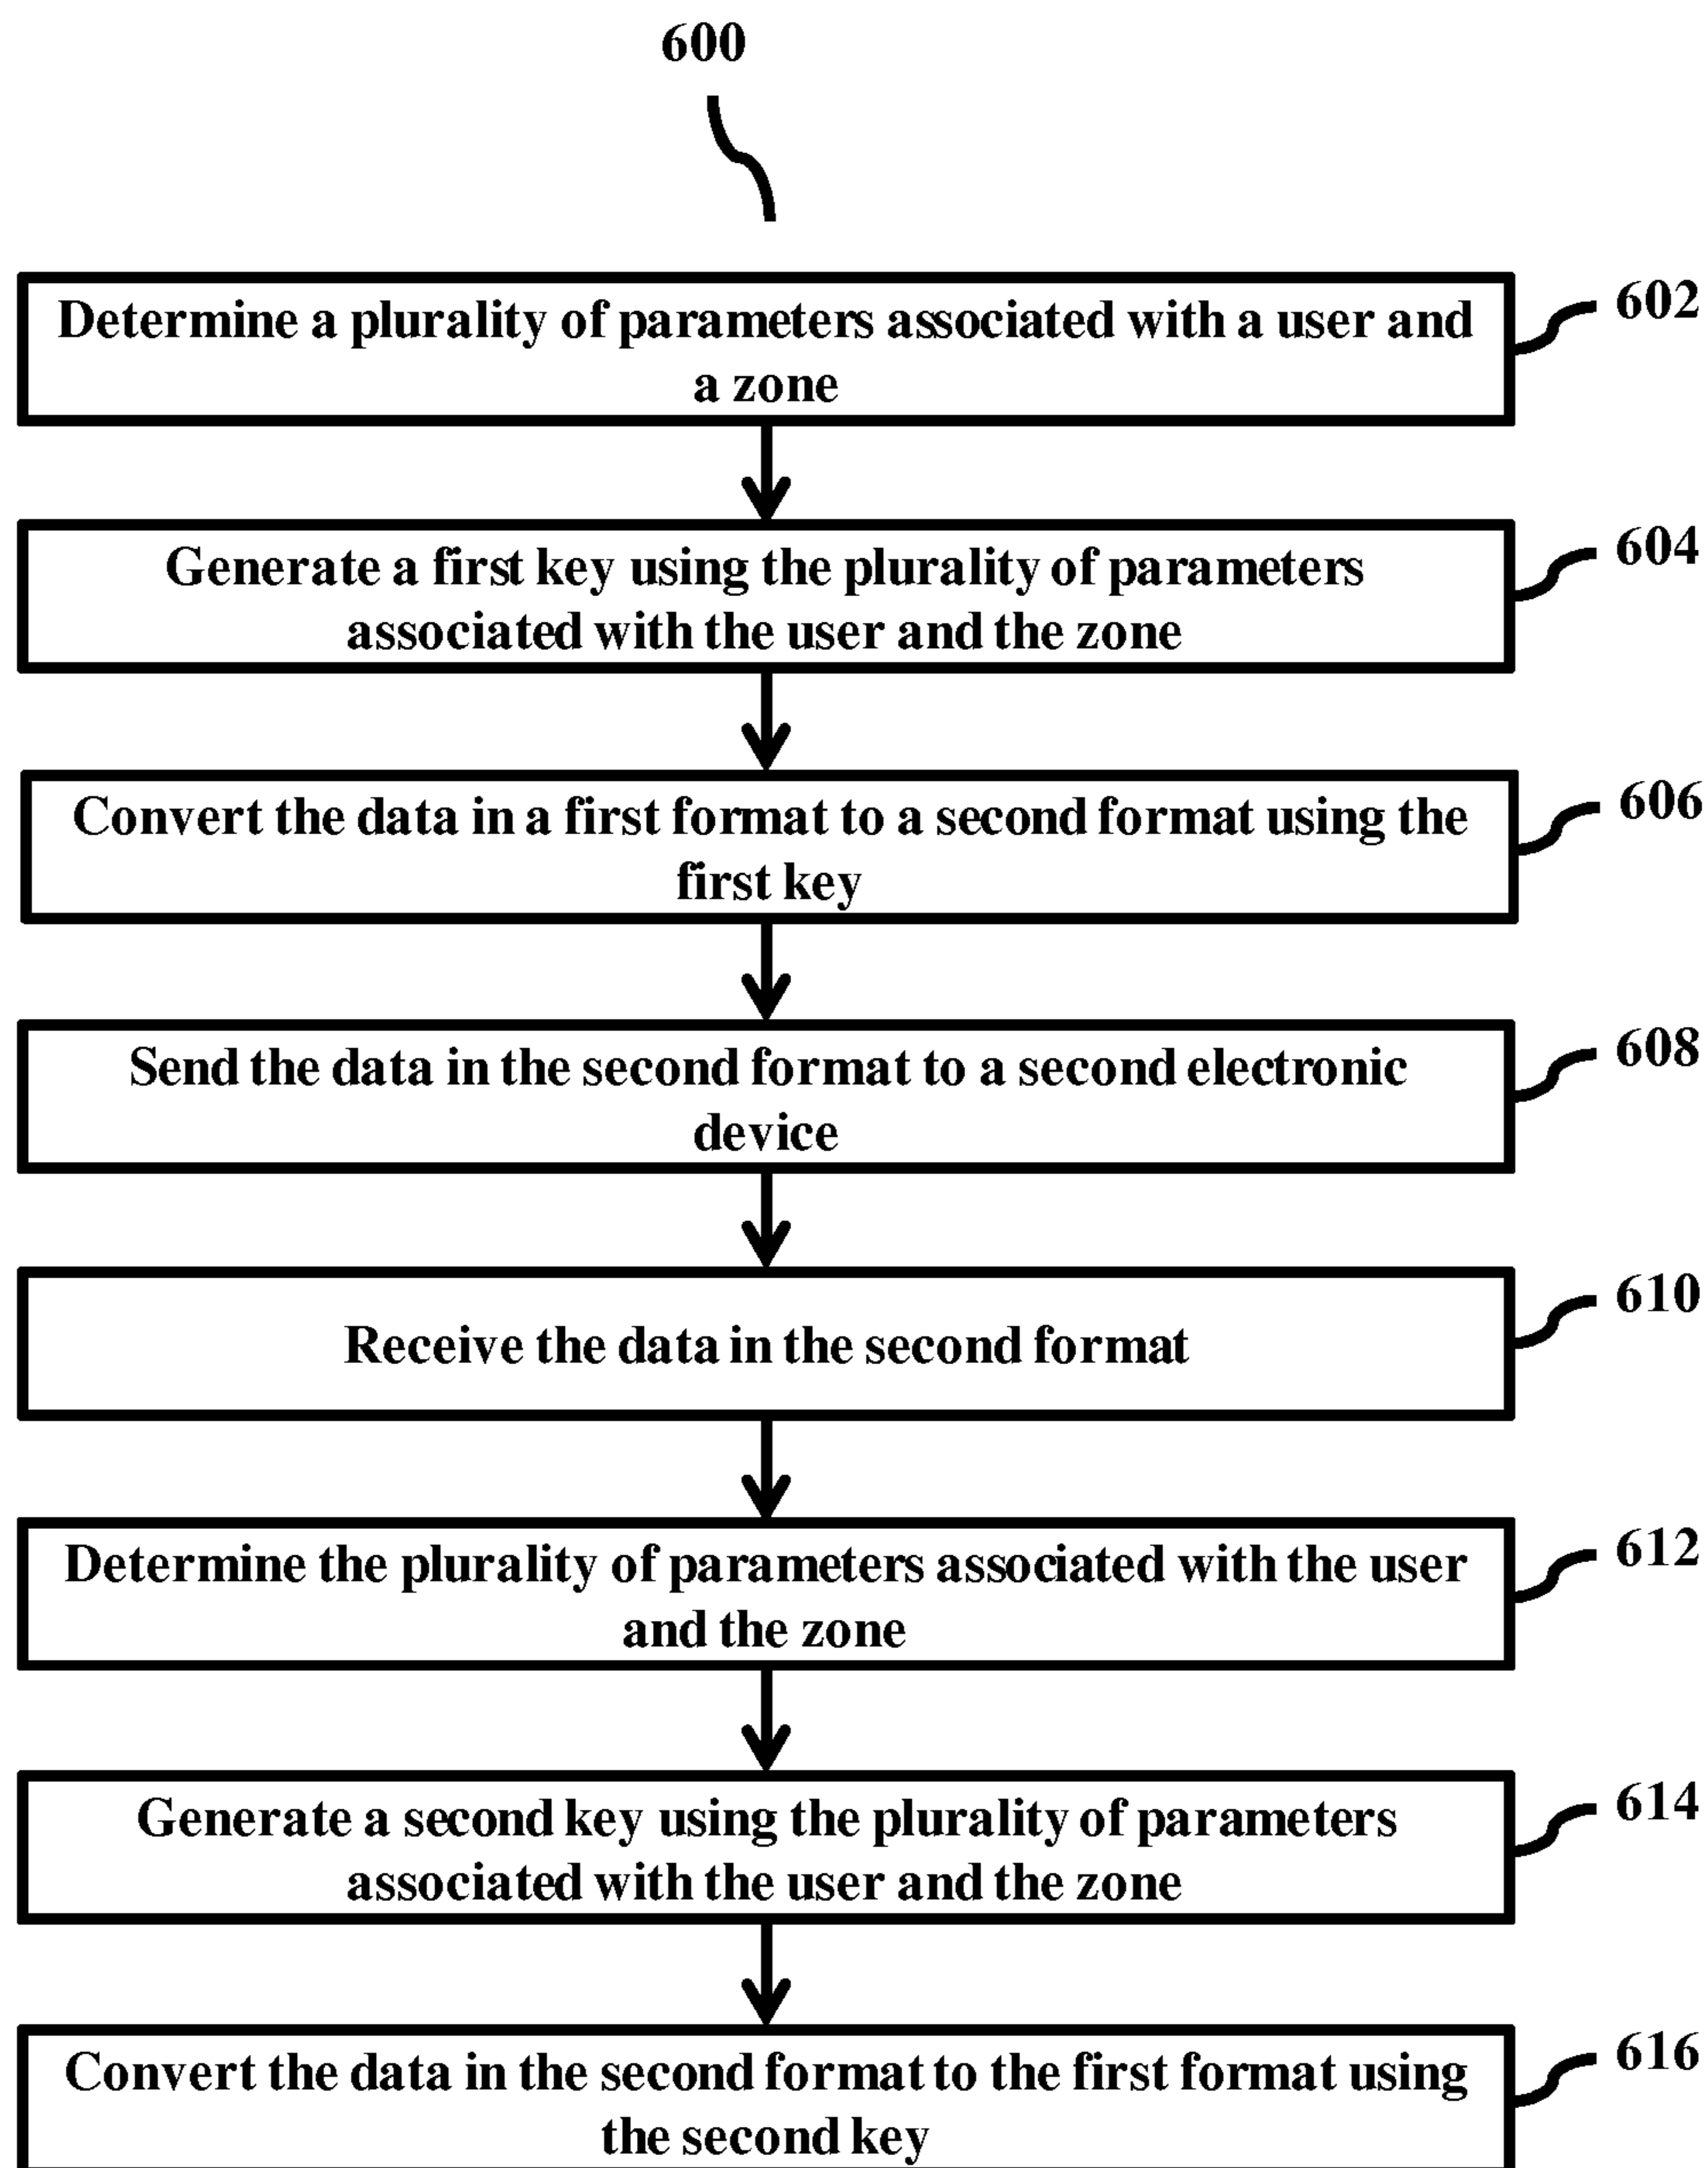 600
Determine a plurality of parameters associated with a user and
a zone
602
Generate a first key using the plurality of parameters
associated with the user and the zone
604
Convert the data in a first format to a second format using the
first key
606
Send the data in the second format to a second electronic
device
608
Receive the data in the second format
610
Determine the plurality of parameters associated with the user
and the zone
612
Generate a second key using the plurality of parameters
associated with the user and the zone
614
Convert the data in the second format to the first format using
the second key
616